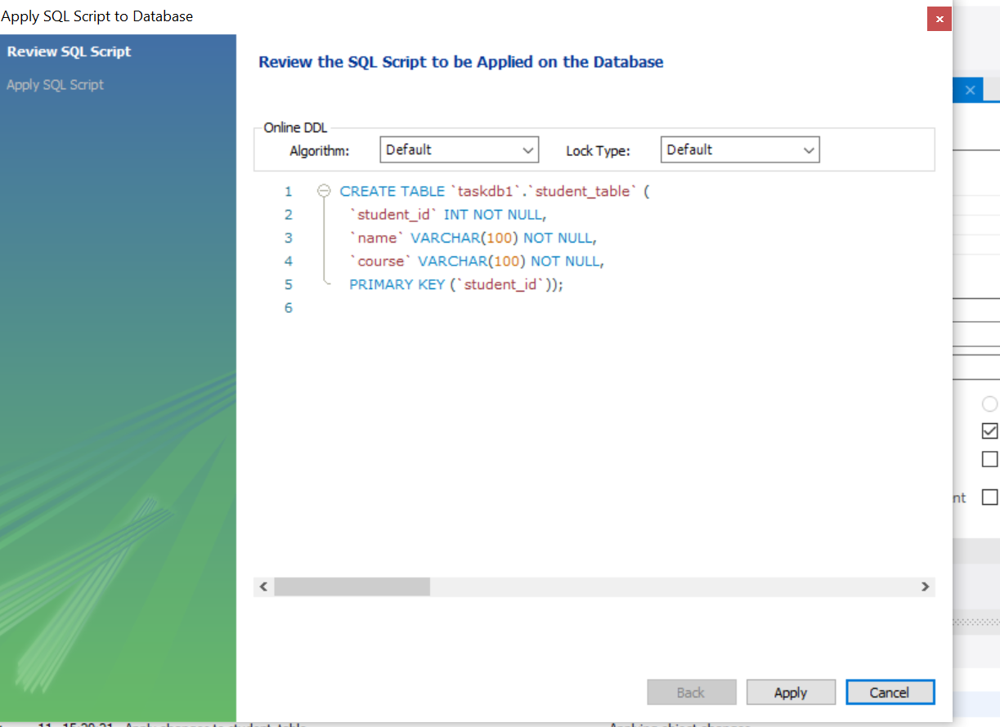 Apply SQL Script to Database
Review SQL Script
Apply SQL Script
Review the SQL Script to be Applied on the Database
Online DDL
Algorithm: Default Lock Type: Default
1 CREATE TABLE `taskdb1`.`student_table` (
2 `student_id` INT NOT NULL,
3 `name` VARCHAR(100) NOT NULL,
4 `course` VARCHAR(100) NOT NULL,
5 PRIMARY KEY (`student_id`));
6
nt
Back Apply Cancel